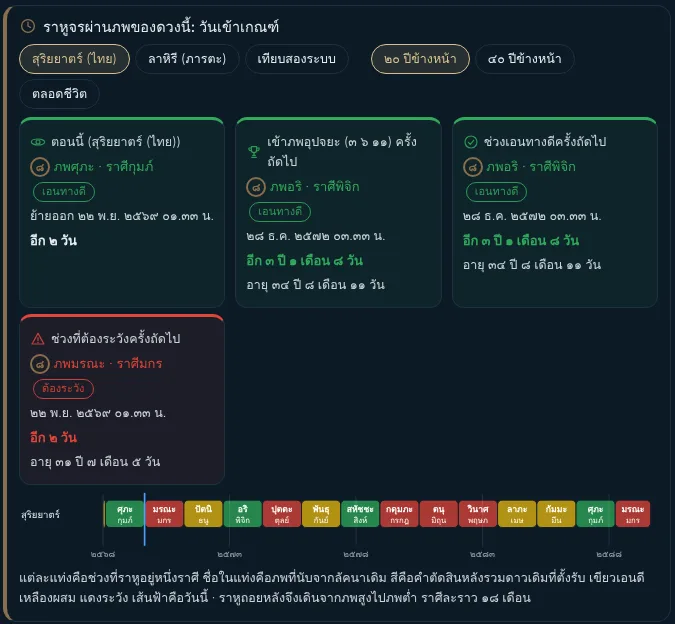 ราหูจรผ่านภพของดวงนี้: วันเข้าเกณฑ์
สุริยยาตร์ (ไทย) ลาหิรี (ภารตะ) เทียบสองระบบ ๒๐ ปีข้างหน้า ๔๐ ปีข้างหน้า
ตลอดชีวิต
ตอนนี้ (สุริยยาตร์ (ไทย))
๘ ภพศุภะ · ราศีกุมภ์
เอนทางดี
ย้ายออก ๒๒ พ.ย. ๒๕๖๙ ๐๑.๓๓ น.
อีก ๒ วัน
เข้าภพอุปจยะ (๓ ๖ ๑๑) ครั้ง
ถัดไป
๘ ภพอริ · ราศีพิจิก
เอนทางดี
๒๘ ธ.ค. ๒๕๗๒ ๐๓.๓๓ น.
อีก ๓ ปี ๑ เดือน ๘ วัน
อายุ ๓๔ ปี ๘ เดือน ๑๑ วัน
ช่วงเอนทางดีครั้งถัดไป
๘ ภพอริ · ราศีพิจิก
เอนทางดี
๒๘ ธ.ค. ๒๕๗๒ ๐๓.๓๓ น.
อีก ๓ ปี ๑ เดือน ๘ วัน
อายุ ๓๔ ปี ๘ เดือน ๑๑ วัน
ช่วงที่ต้องระวังครั้งถัดไป
๘ ภพมรณะ · ราศีมกร
ต้องระวัง
๒๒ พ.ย. ๒๕๖๙ ๐๑.๓๓ น.
อีก ๒ วัน
อายุ ๓๑ ปี ๗ เดือน ๕ วัน
สุริยยาตร์
ศุภะ มรณะ ปัตนิ อริ ปุตตะ พันธุ สหัชชะ กดุมภะ ตนุ วินาศ ลาภะ กัมมะ ศุภะ มรณะ
กุมภ์ มกร ธนู พิจิก ตุลย์ กันย์ สิงห์ กรกฎ มิถุน พฤษภ เมษ มีน กุมภ์ มกร
๒๕๖๘ ๒๕๗๓ ๒๕๗๘ ๒๕๘๓ ๒๕๘๘
แต่ละแท่งคือช่วงที่ราหูอยู่หนึ่งราศี ชื่อในแท่งคือภพที่นับจากลัคนาเดิม สีคือคำตัดสินหลังรวมดาวเดิมที่ตั้งรับ เขียวเอนดี
เหลืองผสม แดงระวัง เส้นฟ้าคือวันนี้ · ราหูถอยหลังจึงเดินจากภพสูงไปภพต่ำ ราศีละราว ๑๘ เดือน